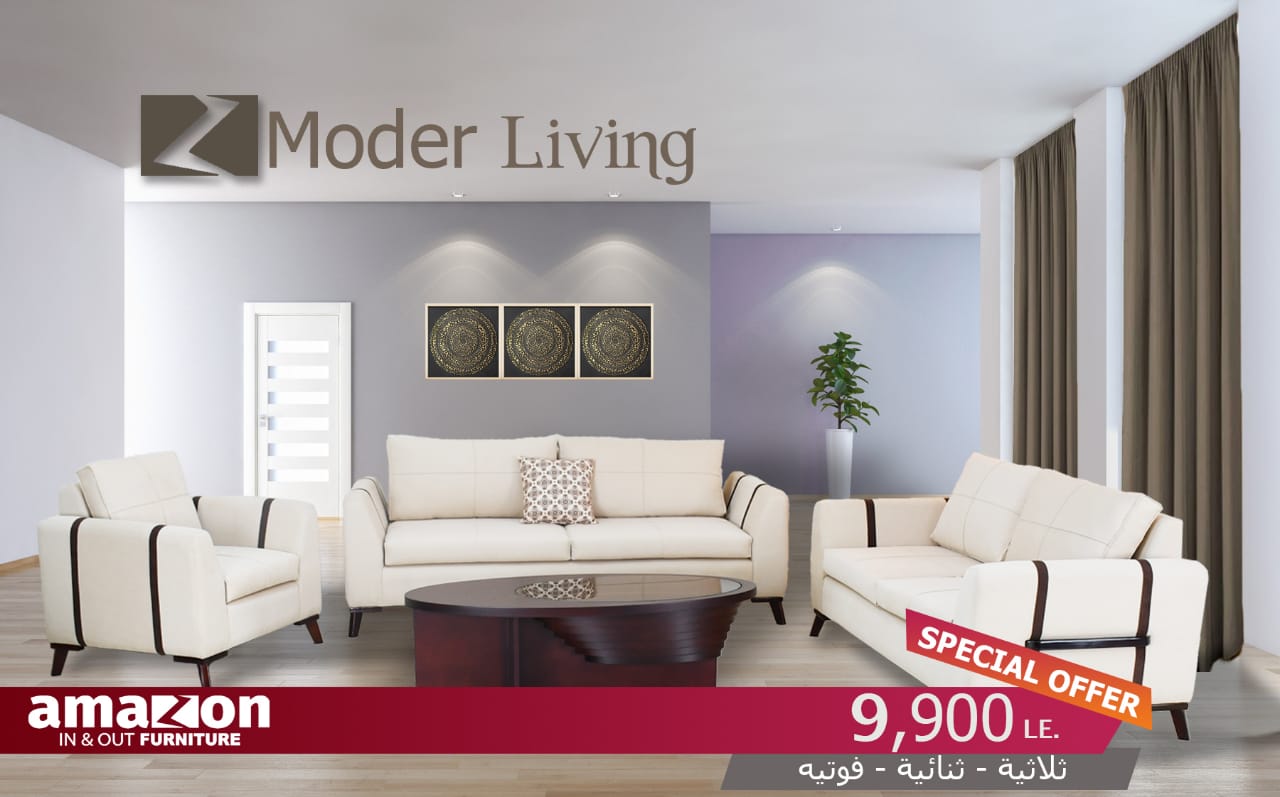 Moder Living
SPECIAL OFFER
amazon
IN & OUT FURNITURE
9,900 LE.
ثلاثية - ثنائية - فوتيه